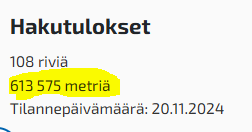 Hakutulokset
108 riviä
613 575 metriä
Tilannepäivämäärä: 20.11.2024